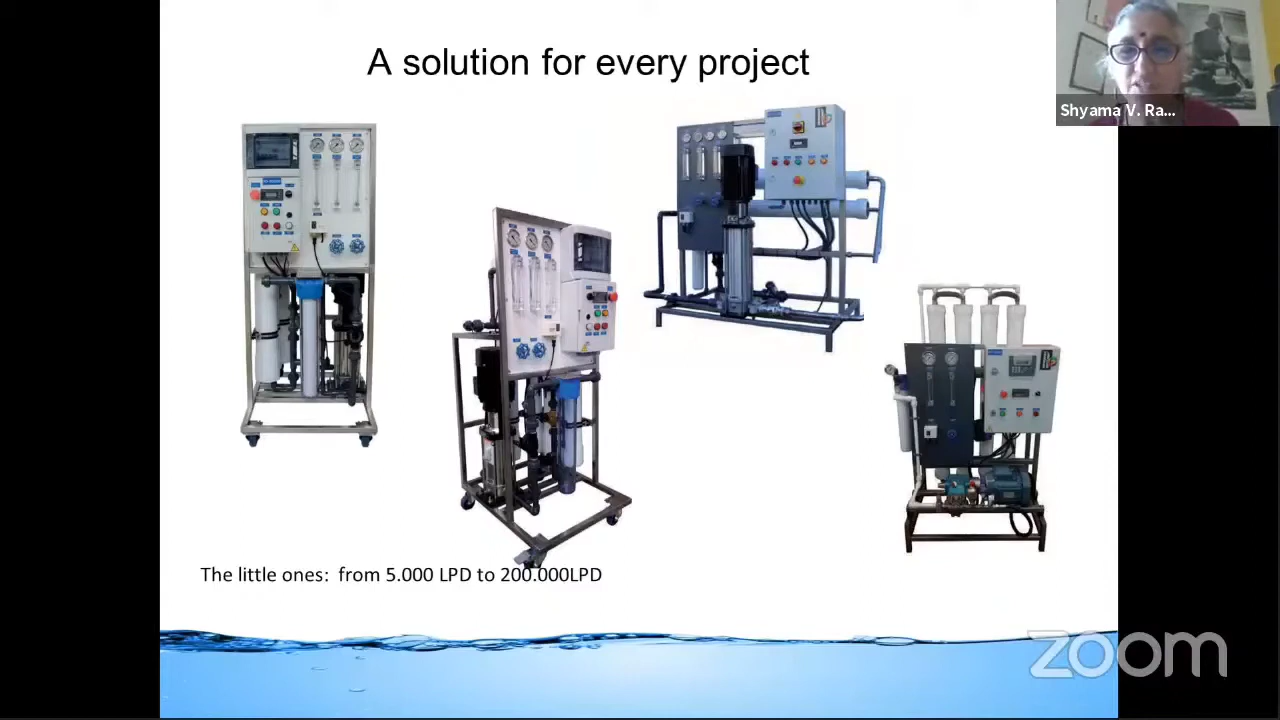 A solution for every project
Shyama V. Ra...
The little ones:  from 5.000 LPD to 200.000LPD
zoom